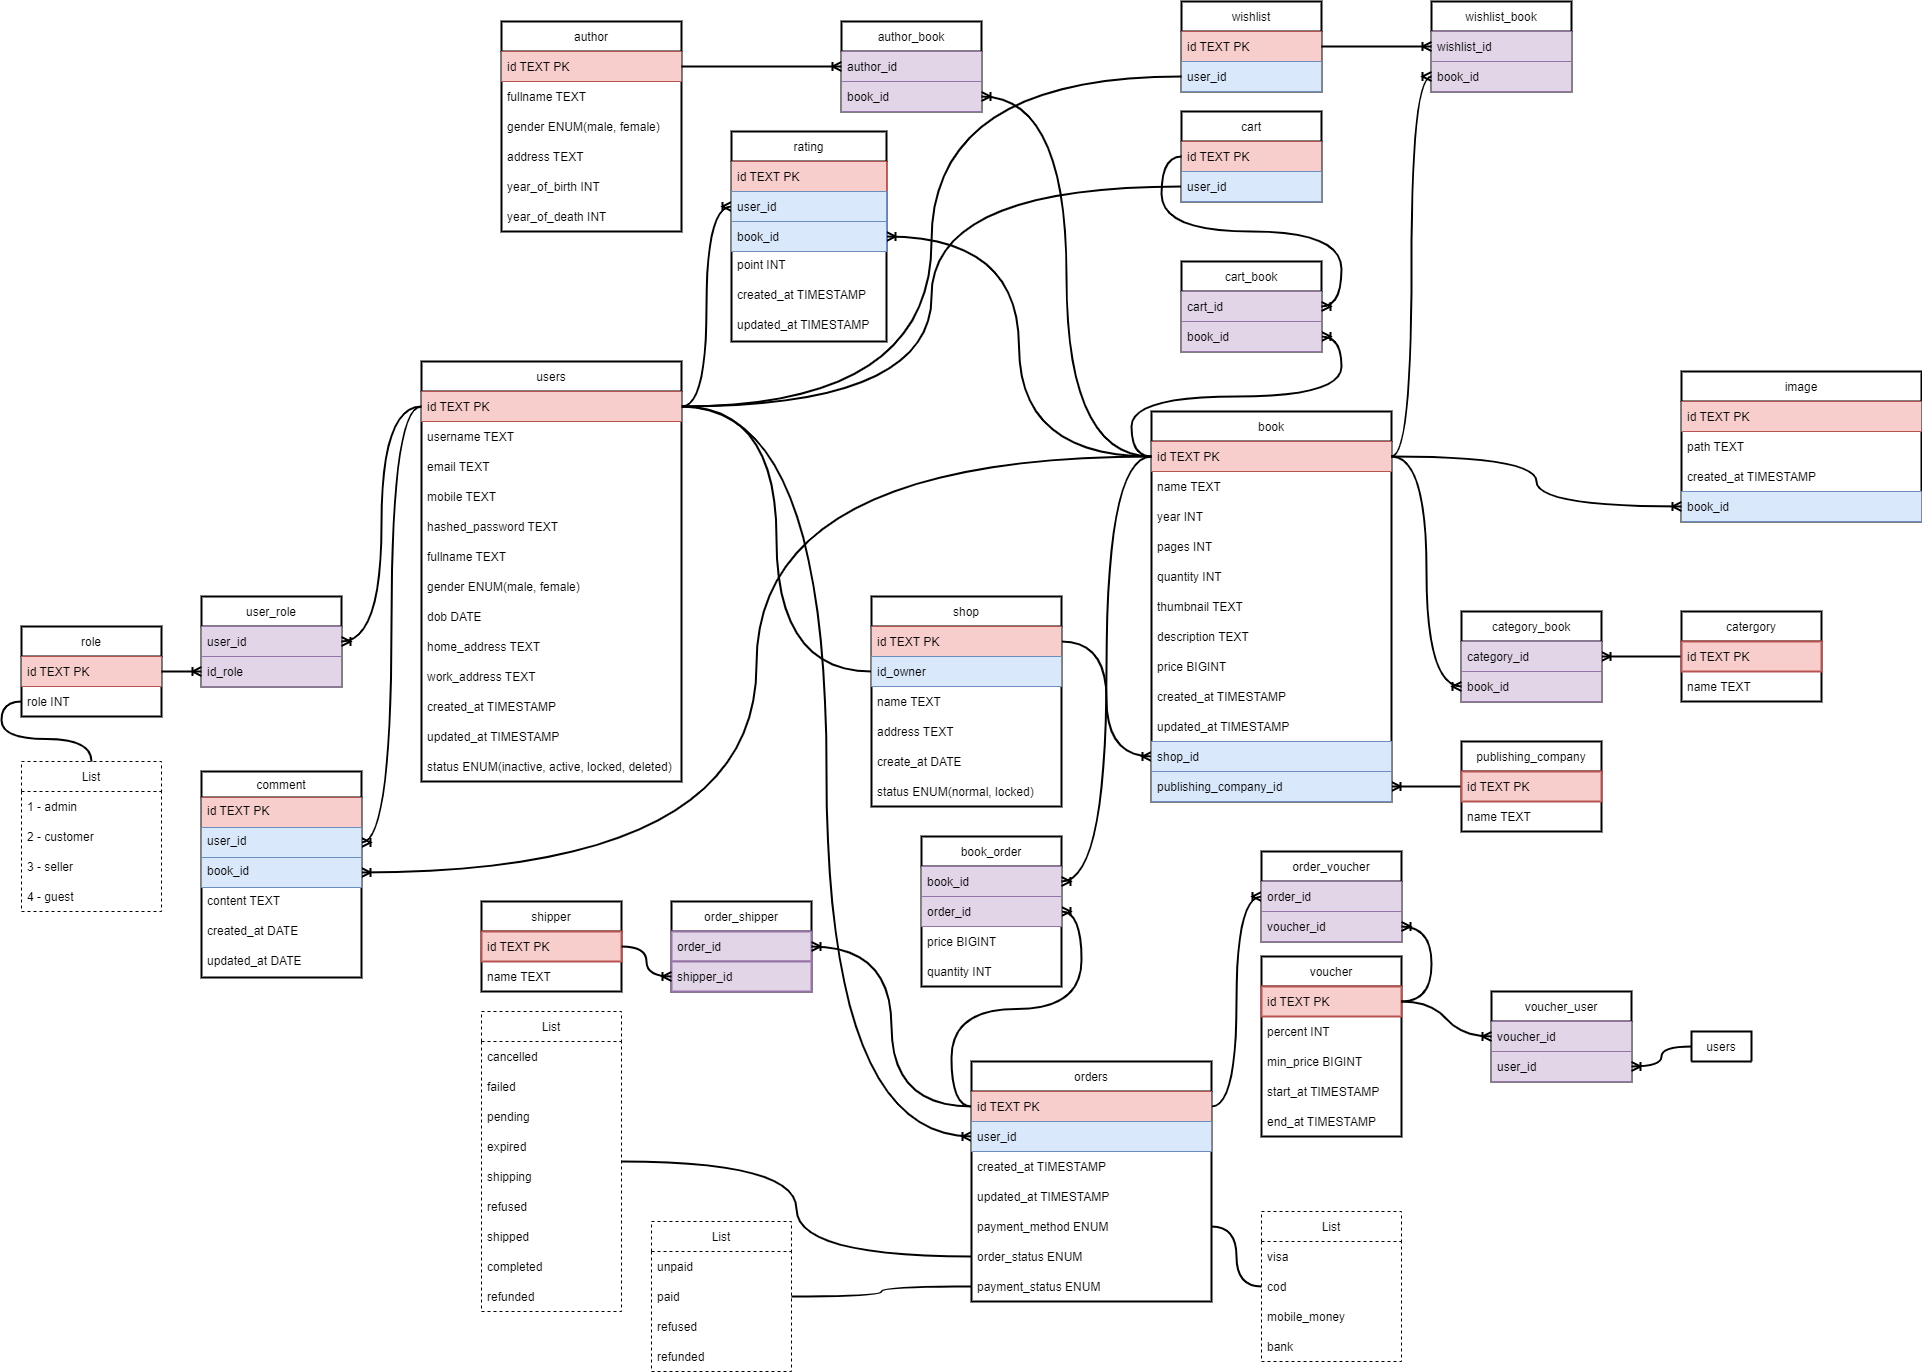 author
id TEXT PK
fullname TEXT
gender ENUM(male, female)
address TEXT
year_of_birth INT
year_of_death INT
author_book
author_id
book_id
wishlist
id TEXT PK
user_id
wishlist_book
wishlist_id
book_id
rating
id TEXT PK
user_id
book_id
point INT
created_at TIMESTAMP
updated_at TIMESTAMP
cart
id TEXT PK
user_id
cart_book
cart_id
book_id
users
id TEXT PK
username TEXT
email TEXT
mobile TEXT
hashed_password TEXT
fullname TEXT
gender ENUM(male, female)
dob DATE
home_address TEXT
work_address TEXT
created_at TIMESTAMP
updated_at TIMESTAMP
status ENUM(inactive, active, locked, deleted)
book
id TEXT PK
name TEXT
year INT
pages INT
quantity INT
thumbnail TEXT
description TEXT
price BIGINT
created_at TIMESTAMP
updated_at TIMESTAMP
shop_id
publishing_company_id
image
id TEXT PK
path TEXT
created_at TIMESTAMP
book_id
role
id TEXT PK
role INT
user_role
user_id
id_role
List
1 - admin
2 - customer
3 - seller
4 - guest
comment
id TEXT PK
user_id
book_id
content TEXT
created_at DATE
updated_at DATE
shop
id TEXT PK
id_owner
name TEXT
address TEXT
create_at DATE
status ENUM(normal, locked)
category_book
category_id
book_id
catergory
id TEXT PK
name TEXT
publishing_company
id TEXT PK
name TEXT
book_order
book_id
order_id
price BIGINT
quantity INT
order_voucher
order_id
voucher_id
shipper
id TEXT PK
name TEXT
order_shipper
order_id
shipper_id
voucher
id TEXT PK
percent INT
min_price BIGINT
start_at TIMESTAMP
end_at TIMESTAMP
voucher_user
voucher_id
user_id
users
List
cancelled
failed
pending
expired
shipping
refused
shipped
completed
refunded
orders
id TEXT PK
user_id
created_at TIMESTAMP
updated_at TIMESTAMP
payment_method ENUM
order_status ENUM
payment_status ENUM
List
unpaid
paid
refused
refunded
List
visa
cod
mobile_money
bank